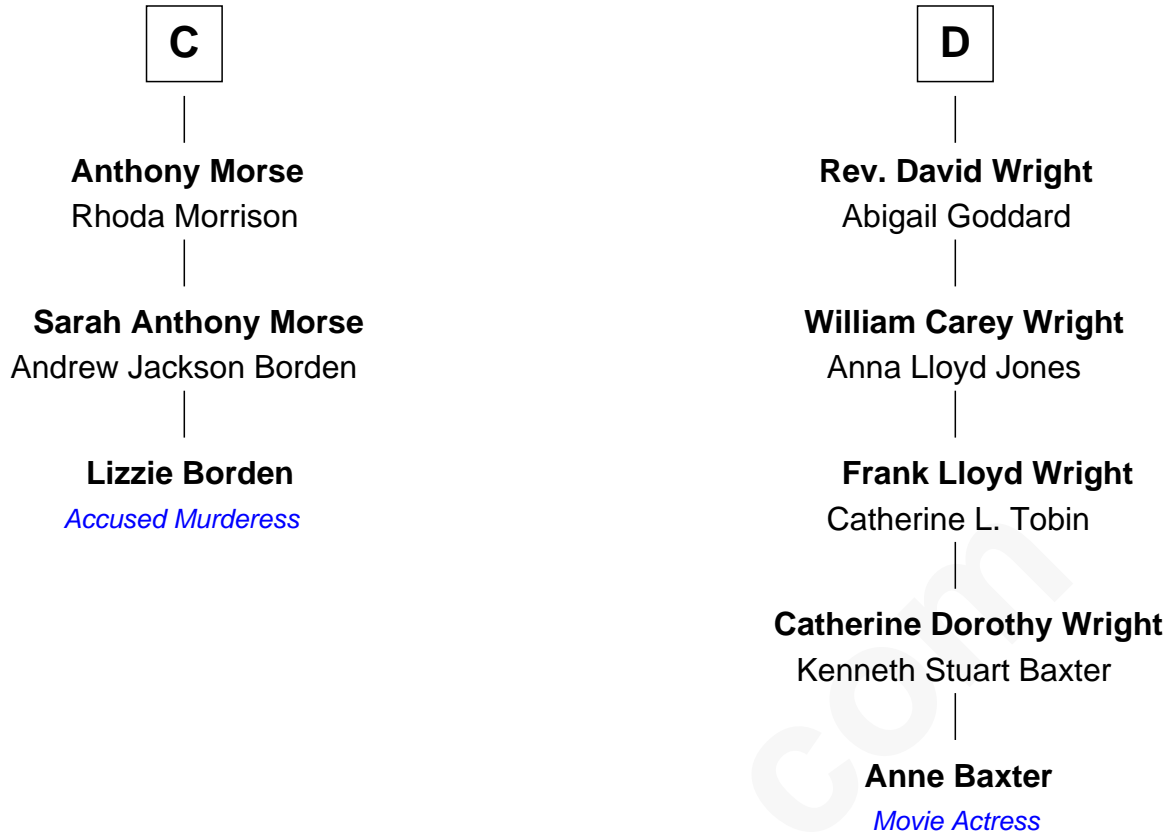 C
Anthony Morse
Rhoda Morrison
Sarah Anthony Morse
Andrew Jackson Borden
Lizzie Borden
Accused Murderess
D
Rev. David Wright
Abigail Goddard
William Carey Wright
Anna Lloyd Jones
Frank Lloyd Wright
Catherine L. Tobin
Catherine Dorothy Wright
Kenneth Stuart Baxter
Anne Baxter
Movie Actress
com